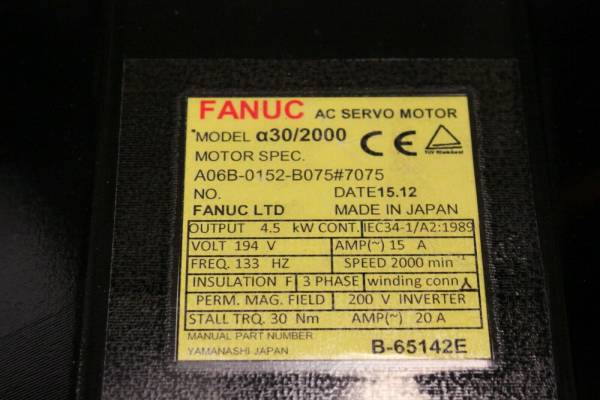 FANUC AC SERVO MOTOR
*MODEL α30/2000
CE
TÜV Rheinland
MOTOR SPEC.
A06B-0152-B075#7075
NO. DATE15.12
FANUC LTD MADE IN JAPAN
OUTPUT 4.5 kW CONT. IEC34-1/A2:1989
VOLT 194 V AMP(~) 15 A
FREQ. 133 HZ SPEED 2000 min⁻¹
INSULATION F 3 PHASE winding conn
PERM. MAG. FIELD 200 V INVERTER
STALL TRQ. 30 Nm AMP(~) 20 A
MANUAL PART NUMBER
YAMANASHI JAPAN B-65142E